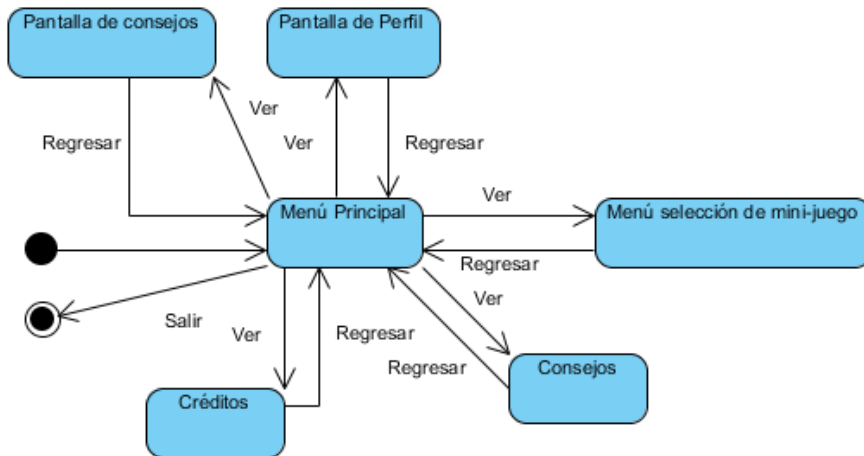 Pantalla de consejos
Pantalla de Perfil
Ver
Regresar
Ver
Regresar
Menú Principal
Ver
Menú selección de mini-juego
Regresar
Ver
Salir
Ver
Regresar
Regresar
Consejos
Créditos